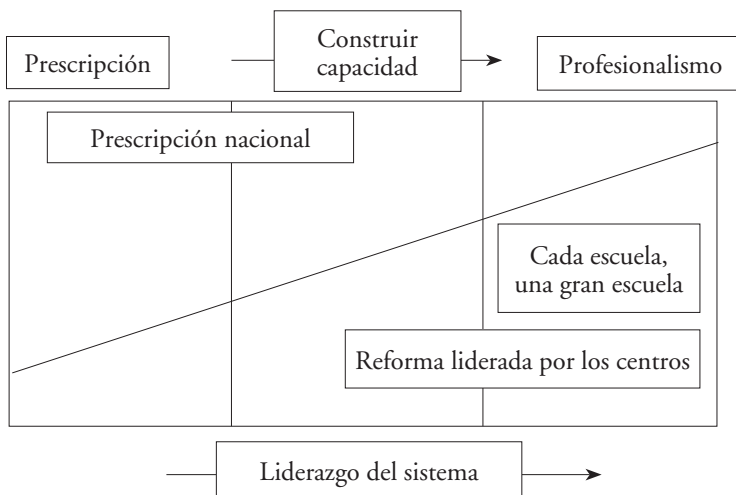 Prescripción
Construir
capacidad
Profesionalismo
Prescripción nacional
Cada escuela,
una gran escuela
Reforma liderada por los centros
Liderazgo del sistema